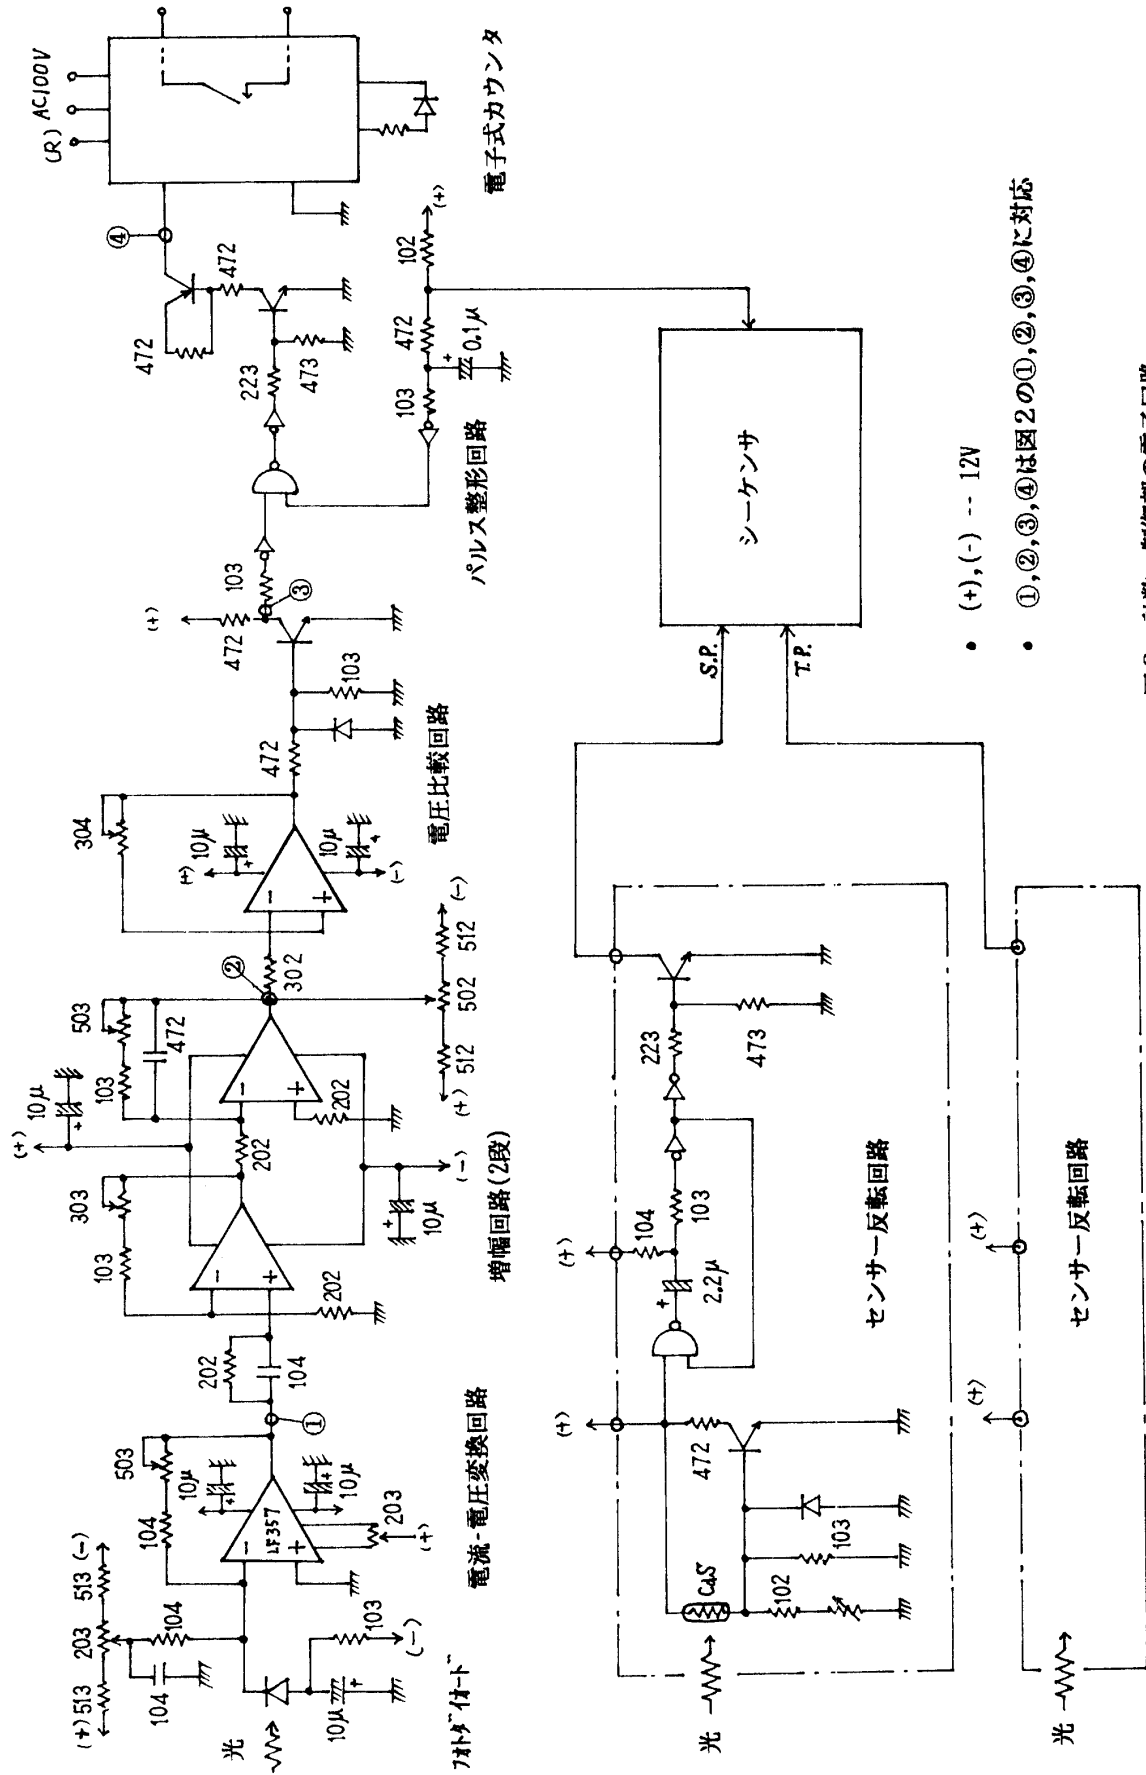 (+) 513 203 513 (-)
104
104
光
フォトダイオード
10μ
103
(-)
104
503
10μ
LF357
-
+
10μ
203
(+)
電流-電圧変換回路
①
202
104
103
303
-
+
202
202
(+)
10μ
10μ
(-)
増幅回路(2段)
103
503
472
-
+
202
②
302
(+) 512 502 512 (-)
304
(+)
10μ
-
+
10μ
(-)
電圧比較回路
472
103
(+)
472
③
103
パルス整形回路
223
473
472
472
④
(R) AC100V
電子式カウンタ
103
472
102
(+)
+
0.1μ
シーケンサ
S.P.
T.P.
光
CdS
102
103
472
(+)
+
2.2μ
(+)
104
103
223
473
センサー反転回路
光
(+)
(+)
センサー反転回路
• (+),(-) -- 12V
• ①,②,③,④は図2の①,②,③,④に対応